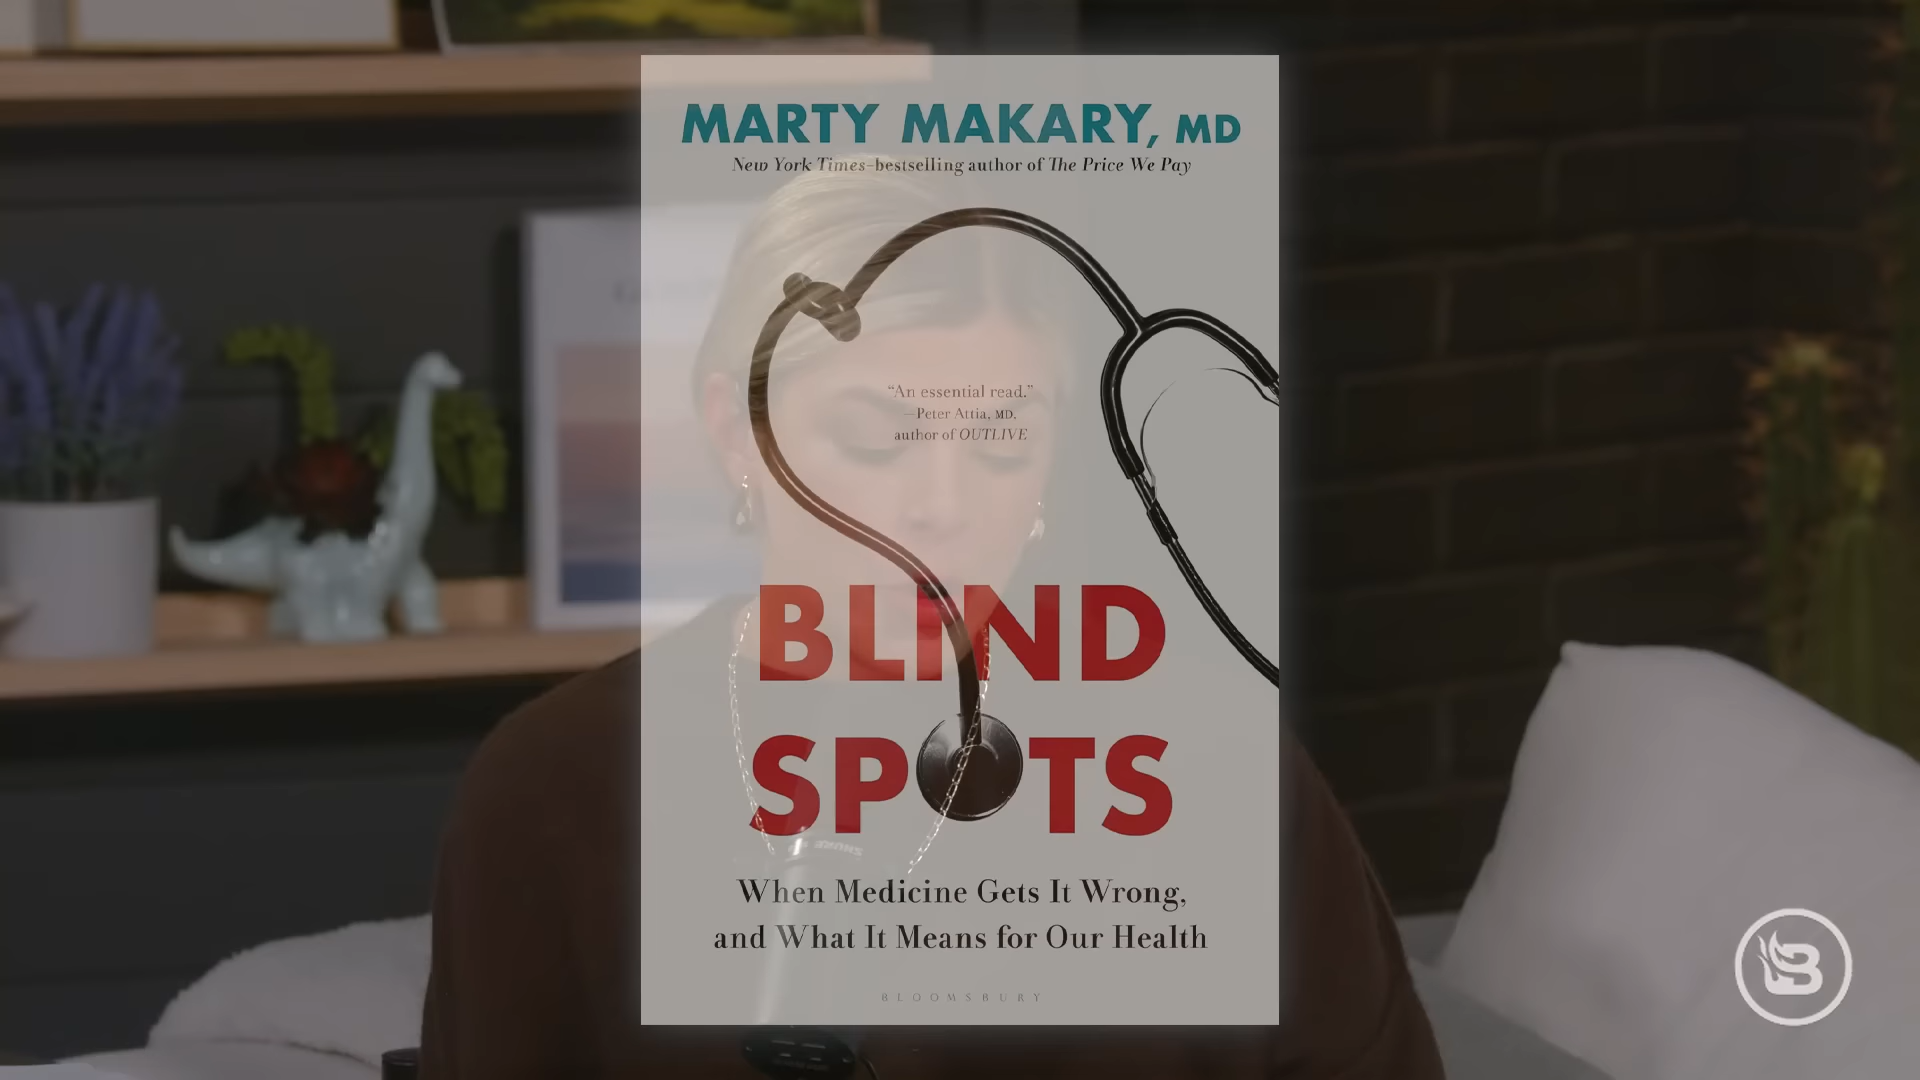 MARTY MAKARY, MD
New York Times–bestselling author of The Price We Pay
“An essential read.”
—Peter Attia, MD,
author of OUTLIVE
BLIND
SPOTS
When Medicine Gets It Wrong,
and What It Means for Our Health
BLOOMSBURY
SHURE
B